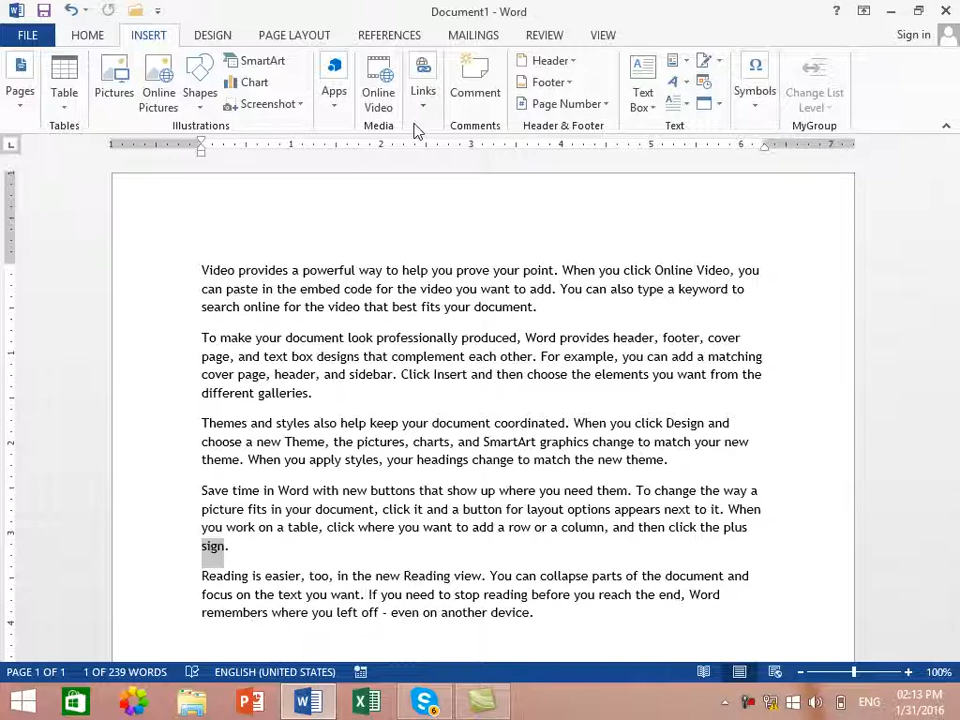 Document1 - Word
FILE HOME INSERT DESIGN PAGE LAYOUT REFERENCES MAILINGS REVIEW VIEW Sign in
Pages
Table
Tables
Pictures
Online Pictures
Shapes
SmartArt
Chart
Screenshot
Illustrations
Apps
Online Video
Media
Links
Comment
Comments
Header
Footer
Page Number
Header & Footer
Text Box
Text
Symbols
Change List Level
MyGroup
1 1 2 3 4 5 6 7
Video provides a powerful way to help you prove your point. When you click Online Video, you
can paste in the embed code for the video you want to add. You can also type a keyword to
search online for the video that best fits your document.
To make your document look professionally produced, Word provides header, footer, cover
page, and text box designs that complement each other. For example, you can add a matching
cover page, header, and sidebar. Click Insert and then choose the elements you want from the
different galleries.
Themes and styles also help keep your document coordinated. When you click Design and
choose a new Theme, the pictures, charts, and SmartArt graphics change to match your new
theme. When you apply styles, your headings change to match the new theme.
Save time in Word with new buttons that show up where you need them. To change the way a
picture fits in your document, click it and a button for layout options appears next to it. When
you work on a table, click where you want to add a row or a column, and then click the plus
sign.
Reading is easier, too, in the new Reading view. You can collapse parts of the document and
focus on the text you want. If you need to stop reading before you reach the end, Word
remembers where you left off - even on another device.
PAGE 1 OF 1 1 OF 239 WORDS ENGLISH (UNITED STATES) 100%
ENG
02:13 PM
1/31/2016